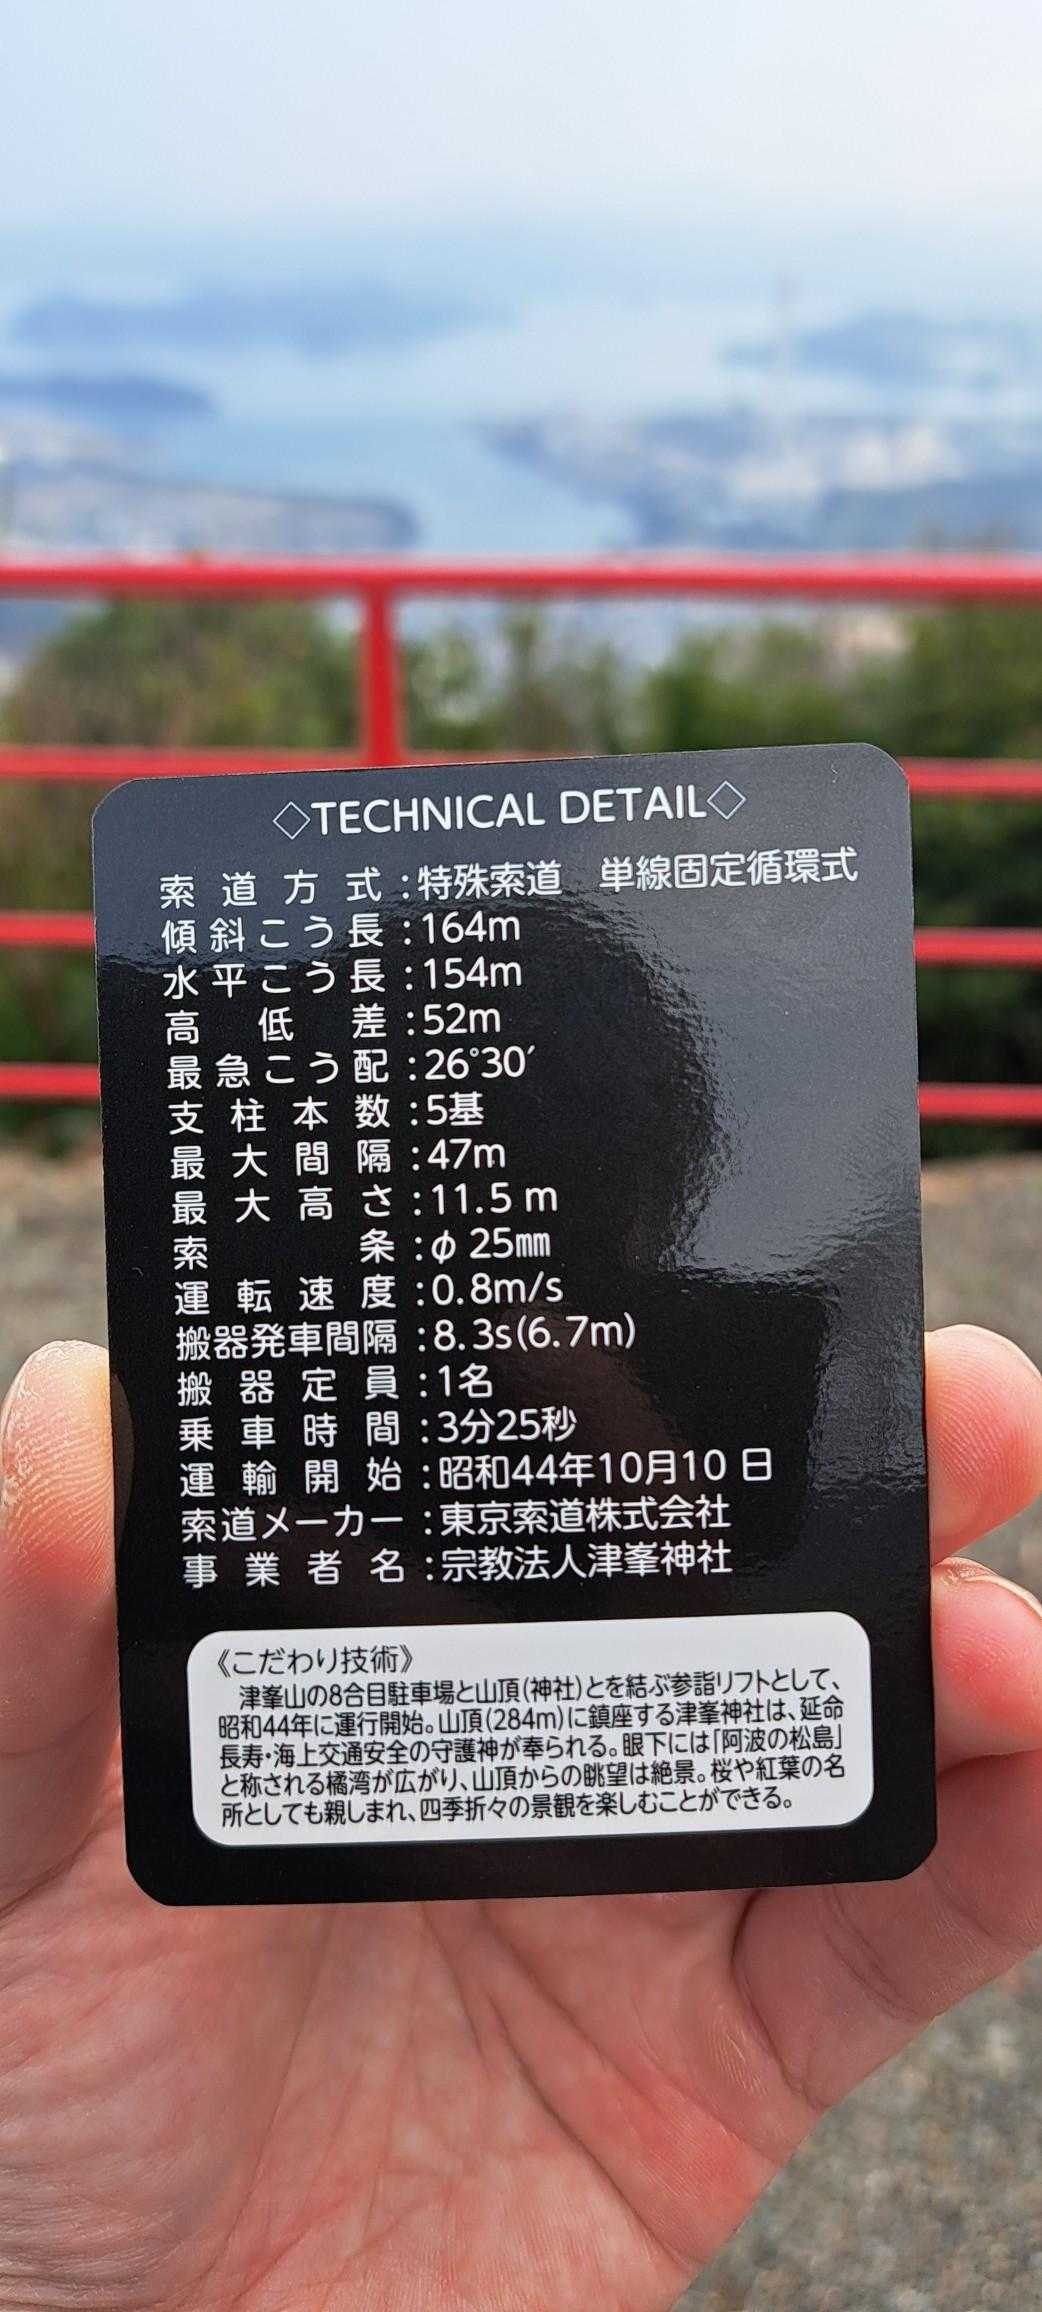 ◇TECHNICAL DETAIL◇
索道方式:特殊索道 単線固定循環式
傾斜こう長:164m
水平こう長:154m
高低差:52m
最急こう配:26°30′
支柱本数:5基
最大間隔:47m
最大高さ:11.5 m
索条:φ 25㎜
運転速度:0.8m/s
搬器発車間隔:8.3s(6.7m)
搬器定員:1名
乗車時間:3分25秒
運輸開始:昭和44年10月10 日
索道メーカー:東京索道株式会社
事業者名:宗教法人津峯神社
《こだわり技術》
津峯山の8合目駐車場と山頂(神社)とを結ぶ参詣リフトとして、
昭和44年に運行開始。山頂(284m)に鎮座する津峯神社は、延命
長寿・海上交通安全の守護神が奉られる。眼下には「阿波の松島」
と称される橘湾が広がり、山頂からの眺望は絶景。桜や紅葉の名
所としても親しまれ、四季折々の景観を楽しむことができる。